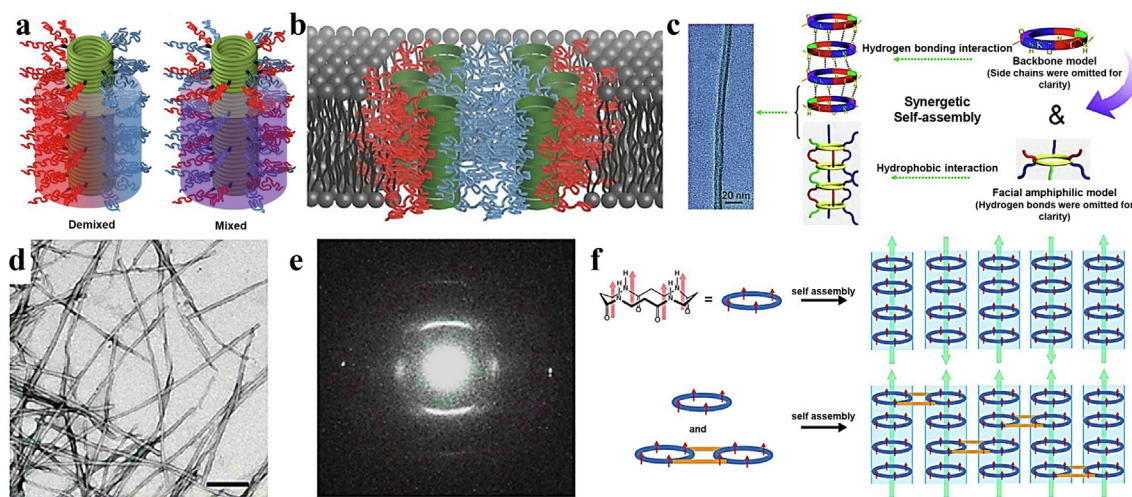 a
Demixed
Mixed
b
c
20 nm
Hydrogen bonding interaction
Backbone model
(Side chains were omitted for
clarity)
Synergetic
Self-assembly
&
Hydrophobic interaction
Facial amphiphilic model
(Hydrogen bonds were omitted for
clarity)
d
e
f
H
N
H
N
H
N
H
N
O
O
O
O
=
self assembly
and
self assembly